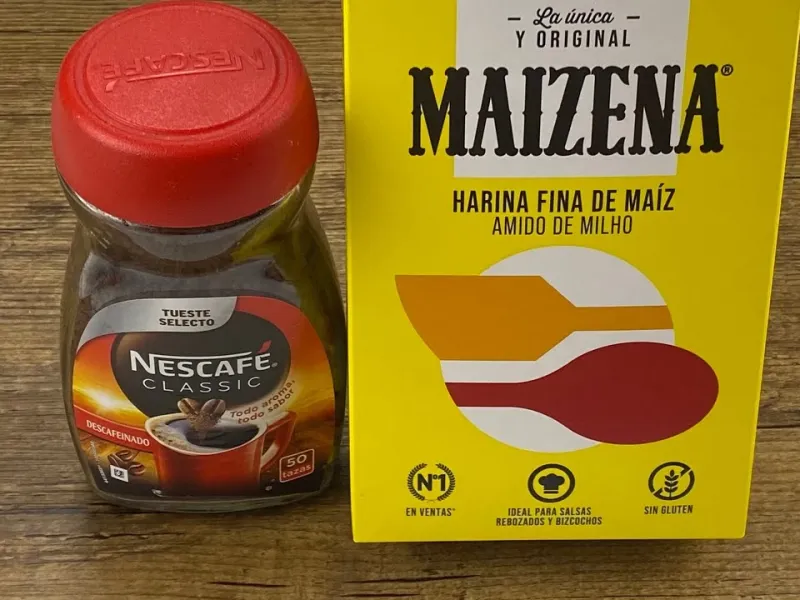 NESCAFÉ
TUESTE
SELECTO
NESCAFÉ®
CLASSIC
Todo aroma,
todo sabor
DESCAFEINADO
50
tazas
La única
Y ORIGINAL
MAIZENA®
HARINA FINA DE MAÍZ
AMIDO DE MILHO
Nº1
EN VENTAS*
IDEAL PARA SALSAS
REBOZADOS Y BIZCOCHOS
SIN GLUTEN